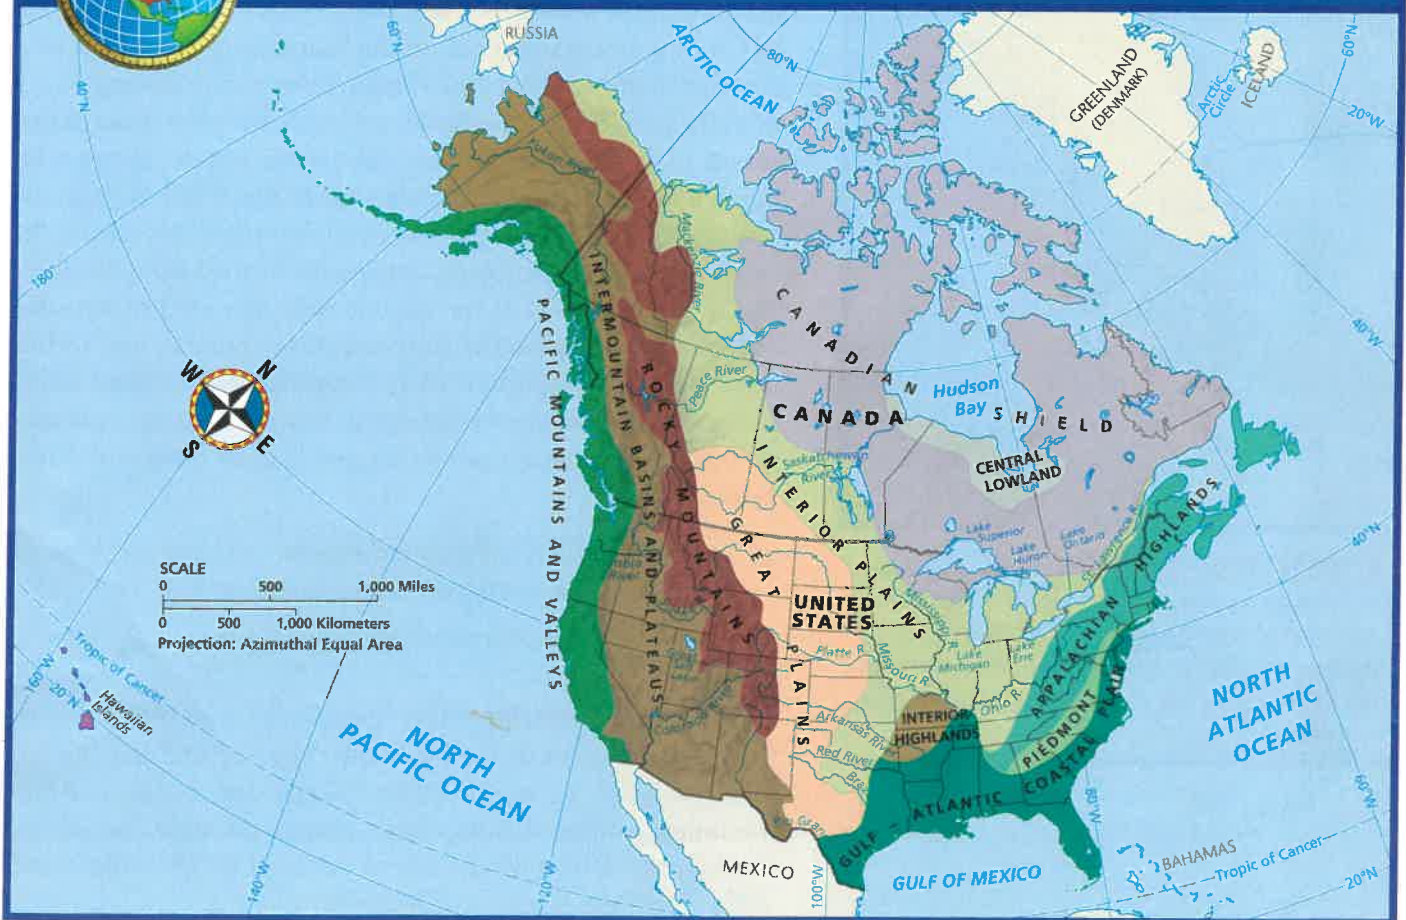 RUSSIA
ARCTIC OCEAN
80°N
60°N
60°N
40°N
GREENLAND
(DENMARK)
Arctic
Circle
ICELAND
20°W
180°
40°W
Yukon River
Mackenzie River
CANADIAN
SHIELD
Hudson
Bay
CANADA
CENTRAL
LOWLAND
Peace River
Saskatchewan
River
PACIFIC MOUNTAINS AND VALLEYS
INTERMOUNTAIN BASINS AND PLATEAUS
ROCKY MOUNTAINS
INTERIOR PLAINS
GREAT PLAINS
UNITED
STATES
W
N
S
E
SCALE
0 500 1,000 Miles
0 500 1,000 Kilometers
Projection: Azimuthal Equal Area
Lake
Superior
Lake
Huron
Lake
Ontario
Lake
Michigan
Lake
Erie
St. Lawrence R.
Mississippi
Missouri R.
Platte R.
Ohio R.
Arkansas River
Red River
Colorado River
Great
Salt
Lake
INTERIOR
HIGHLANDS
APPALACHIAN HIGHLANDS
PIEDMONT
GULF – ATLANTIC COASTAL PLAIN
40°N
NORTH
ATLANTIC
OCEAN
NORTH
PACIFIC OCEAN
Tropic of Cancer
160°W
20°N
Hawaiian
Islands
140°W
120°W
100°W
80°W
60°W
MEXICO
GULF OF MEXICO
BAHAMAS
Tropic of Cancer
20°N